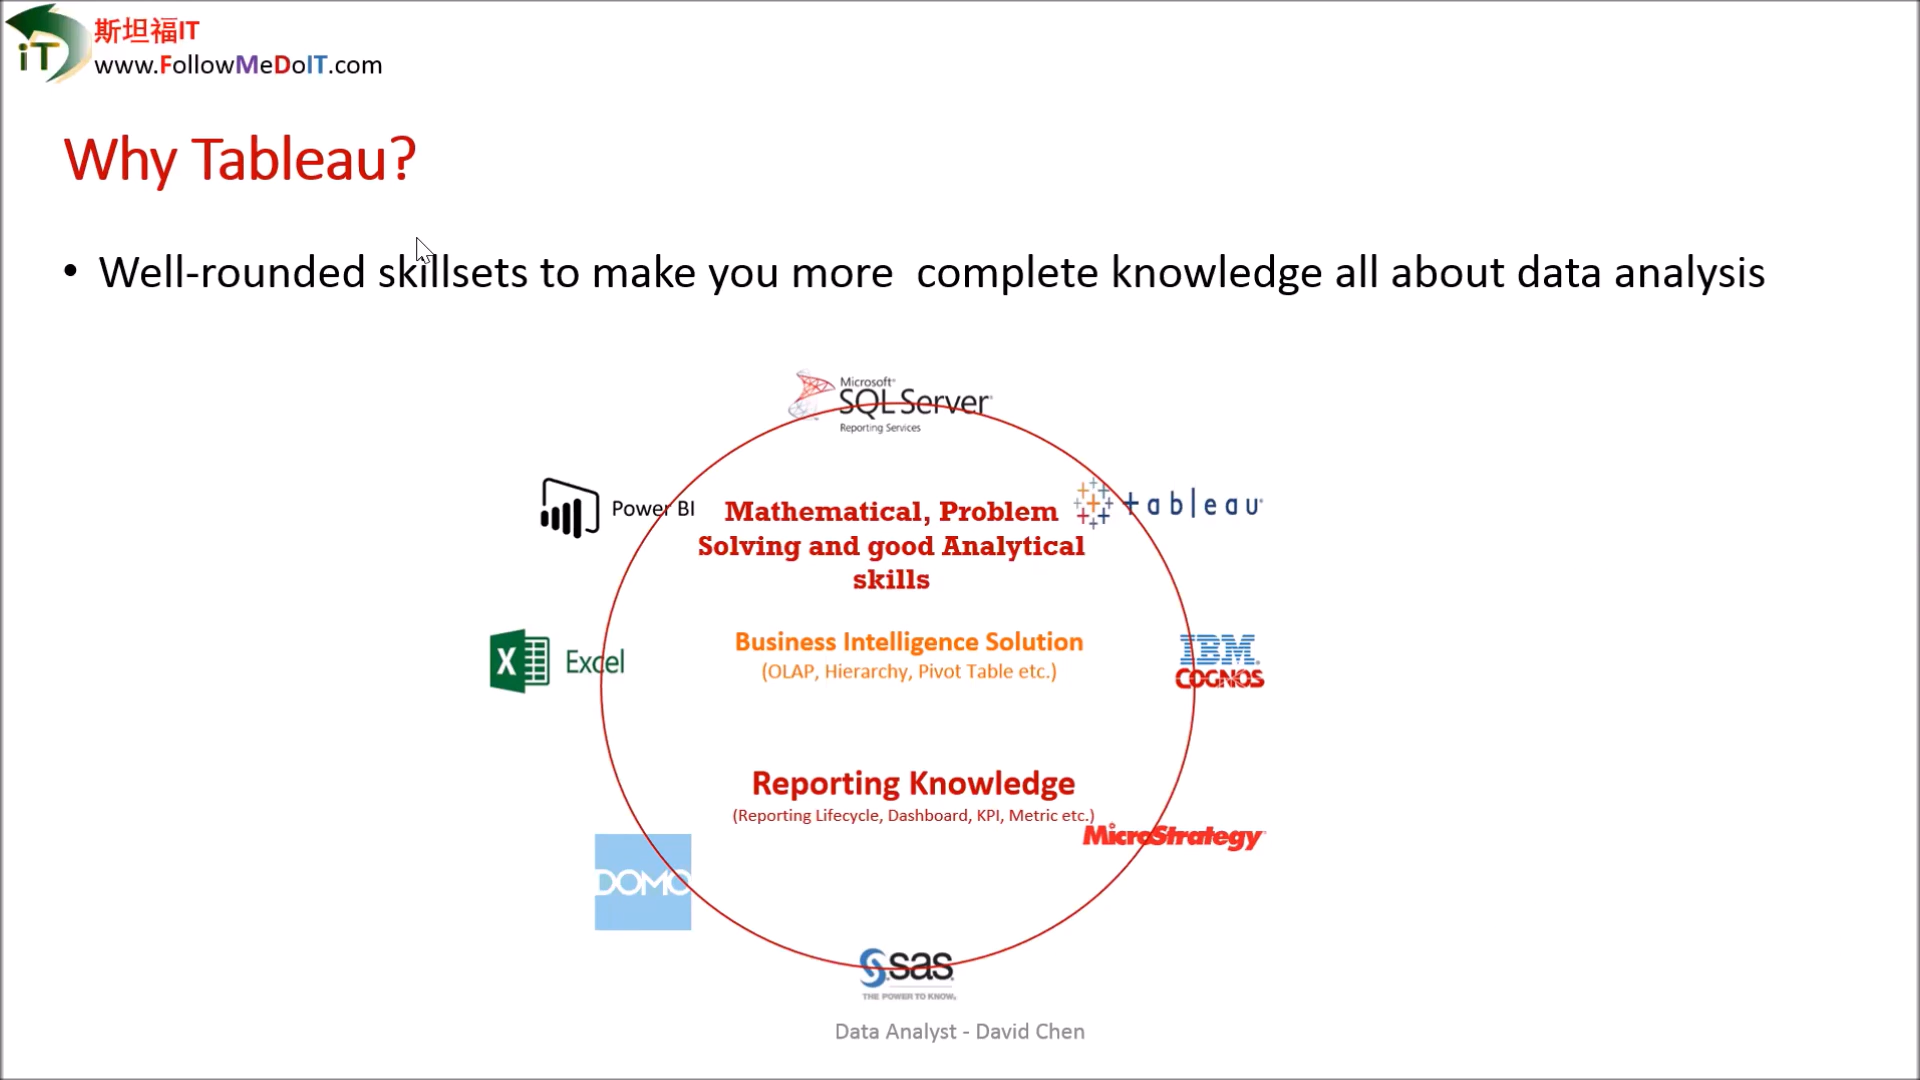 斯坦福IT
iT
www.FollowMeDoIT.com
Why Tableau?
• Well-rounded skillsets to make you more  complete knowledge all about data analysis
Microsoft
SQL Server
Reporting Services
Power BI
Mathematical, Problem
Solving and good Analytical
skills
tableau
Business Intelligence Solution
(OLAP, Hierarchy, Pivot Table etc.)
X Excel
IBM
COGNOS
Reporting Knowledge
(Reporting Lifecycle, Dashboard, KPI, Metric etc.)
MicroStrategy
DOMO
sas
THE POWER TO KNOW.
Data Analyst - David Chen